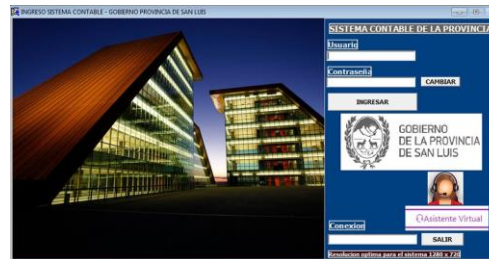 INGRESO SISTEMA CONTABLE - GOBIERNO PROVINCIA DE SAN LUIS
SISTEMA CONTABLE DE LA PROVINCIA
Usuario
Contraseña
CAMBIAR
INGRESAR
GOBIERNO
DE LA PROVINCIA
DE SAN LUIS
Asistente Virtual
Conexion
SALIR
Resolucion optima para el sistema 1280 x 720